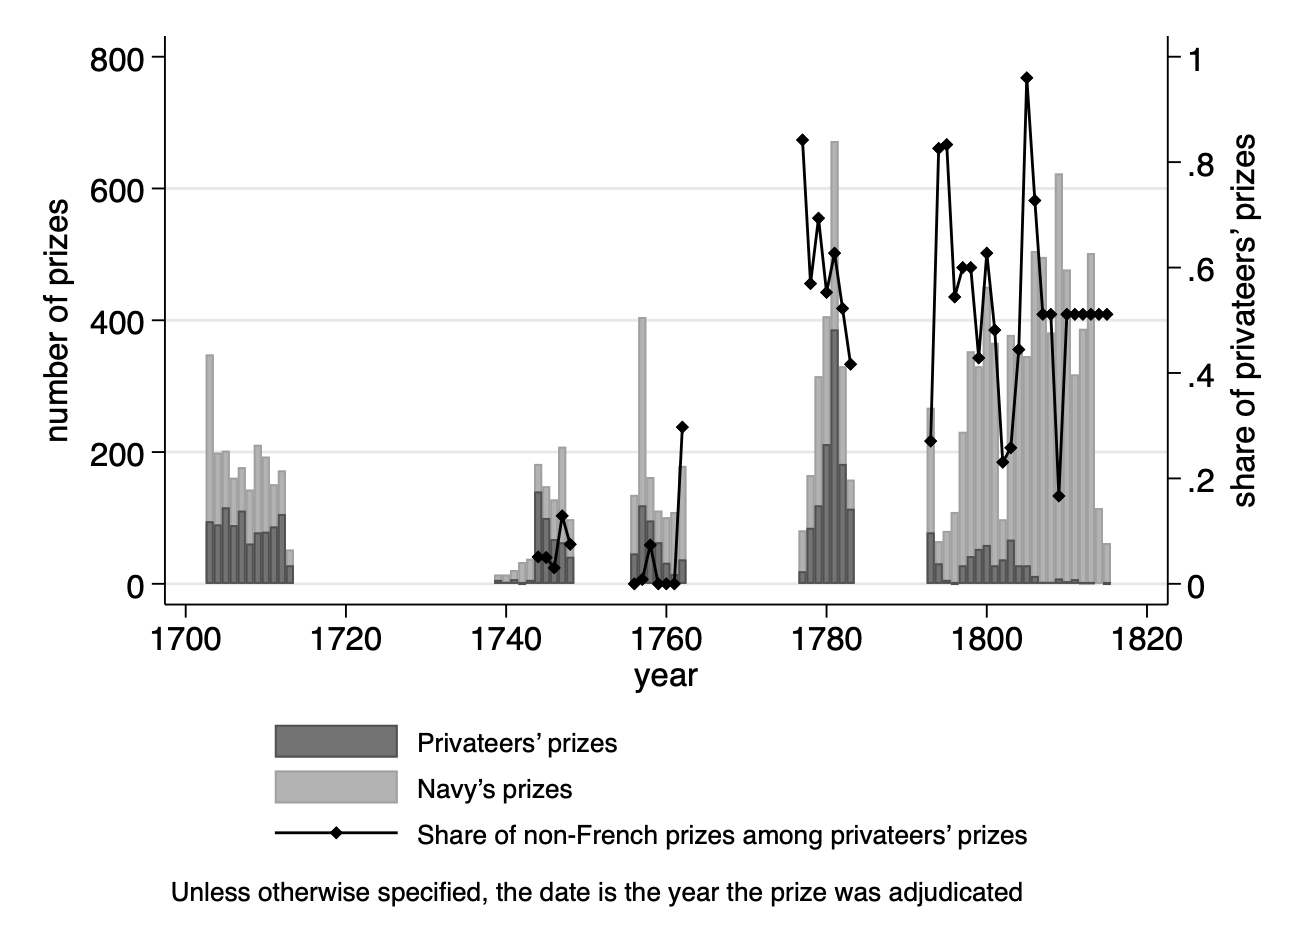 800
600
400
200
0
number of prizes
1
.8
.6
.4
.2
0
share of privateers’ prizes
1700 1720 1740 1760 1780 1800 1820
year
Privateers’ prizes
Navy’s prizes
Share of non-French prizes among privateers’ prizes
Unless otherwise specified, the date is the year the prize was adjudicated